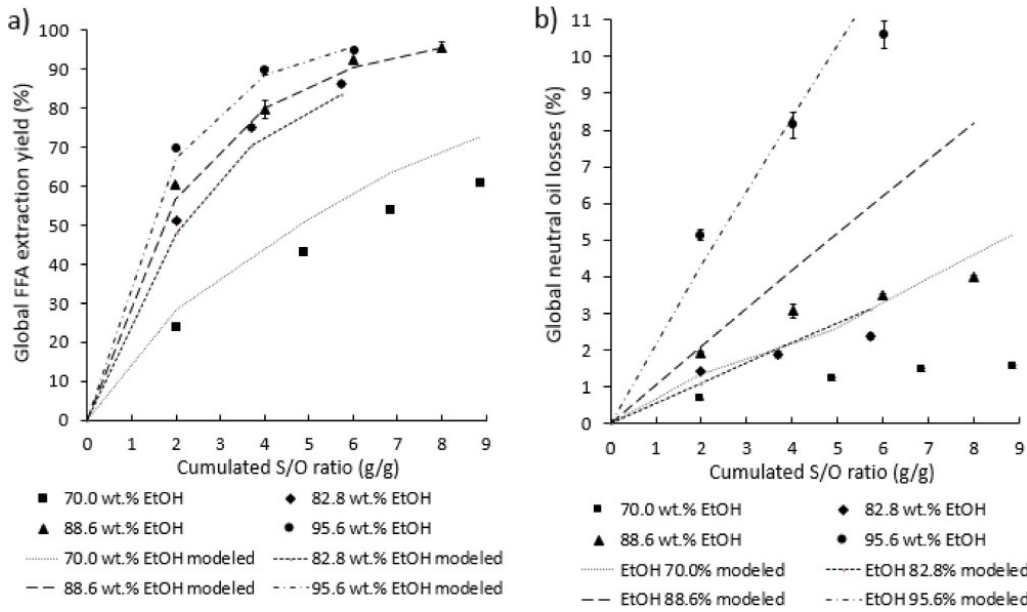 a)
Global FFA extraction yield (%)
100
90
80
70
60
50
40
30
20
10
0
0 1 2 3 4 5 6 7 8 9
Cumulated S/O ratio (g/g)
70.0 wt.% EtOH
82.8 wt.% EtOH
88.6 wt.% EtOH
95.6 wt.% EtOH
70.0 wt.% EtOH modeled
82.8 wt.% EtOH modeled
88.6 wt.% EtOH modeled
95.6 wt.% EtOH modeled
b)
Global neutral oil losses (%)
11
10
9
8
7
6
5
4
3
2
1
0
0 1 2 3 4 5 6 7 8 9
Cumulated S/O ratio (g/g)
70.0 wt.% EtOH
82.8 wt.% EtOH
88.6 wt.% EtOH
95.6 wt.% EtOH
EtOH 70.0% modeled
EtOH 82.8% modeled
EtOH 88.6% modeled
EtOH 95.6% modeled